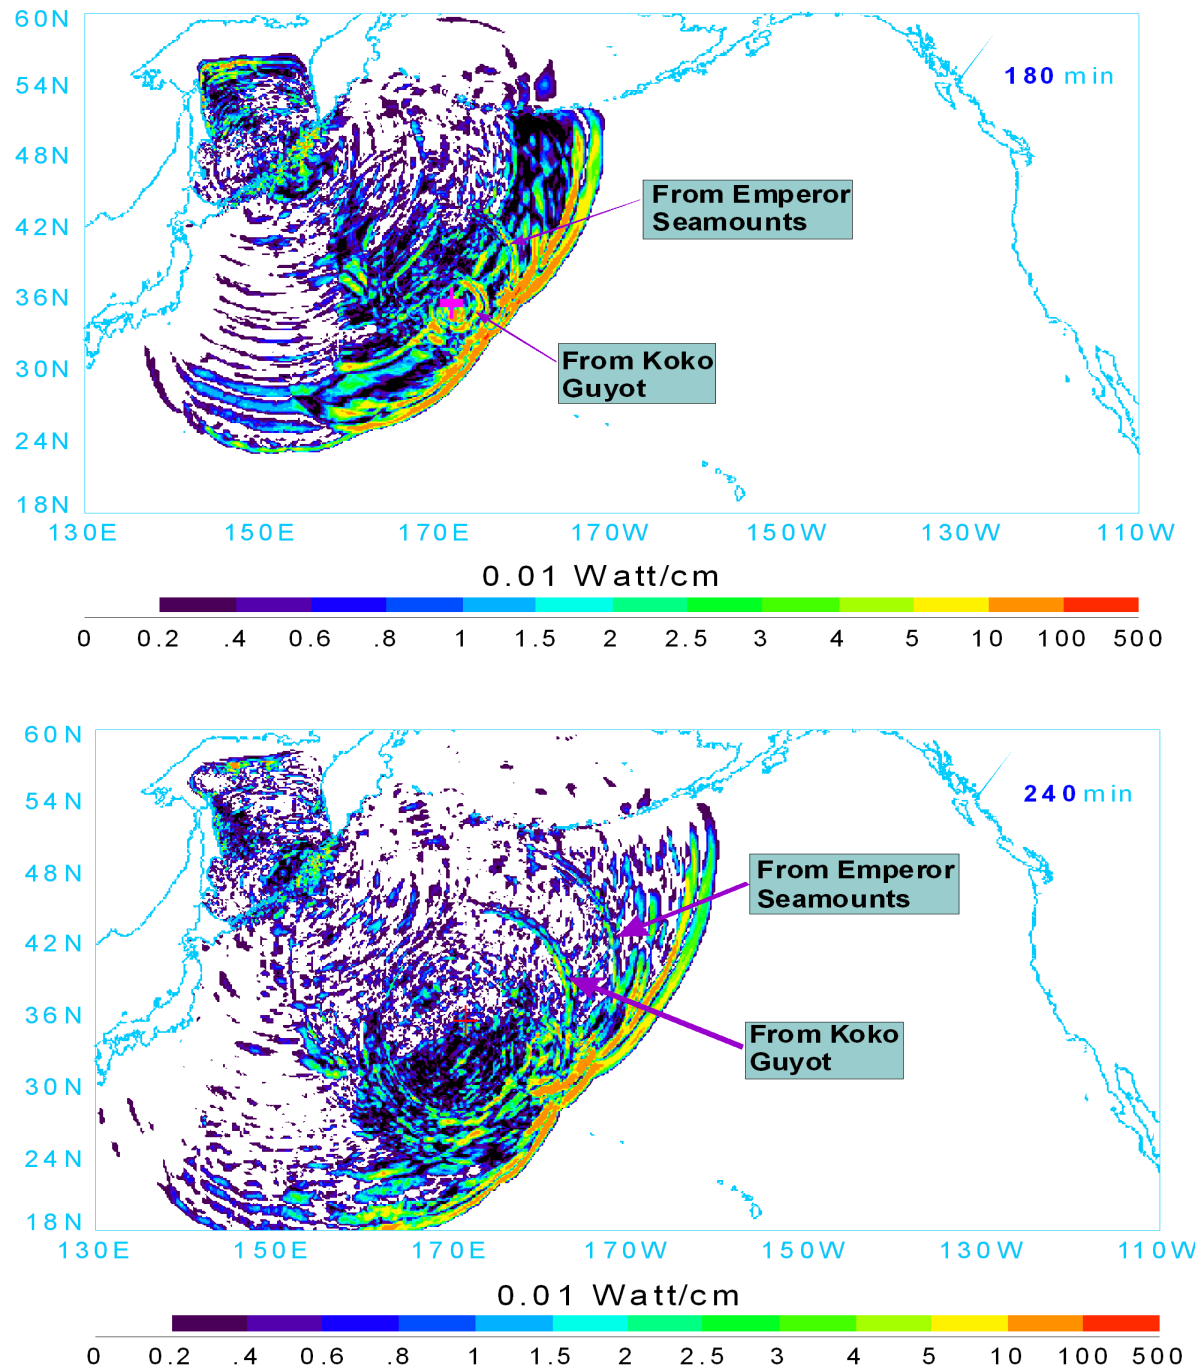 60N
54N
48N
42N
36N
30N
24N
18N
180 min
From Emperor
Seamounts
From Koko
Guyot
130E 150E 170E 170W 150W 130W 110W
0.01 Watt/cm
0 0.2 .4 0.6 .8 1 1.5 2 2.5 3 4 5 10 100 500
60N
54N
48N
42N
36N
30N
24N
18N
240 min
From Emperor
Seamounts
From Koko
Guyot
130E 150E 170E 170W 150W 130W 110W
0.01 Watt/cm
0 0.2 .4 0.6 .8 1 1.5 2 2.5 3 4 5 10 100 500